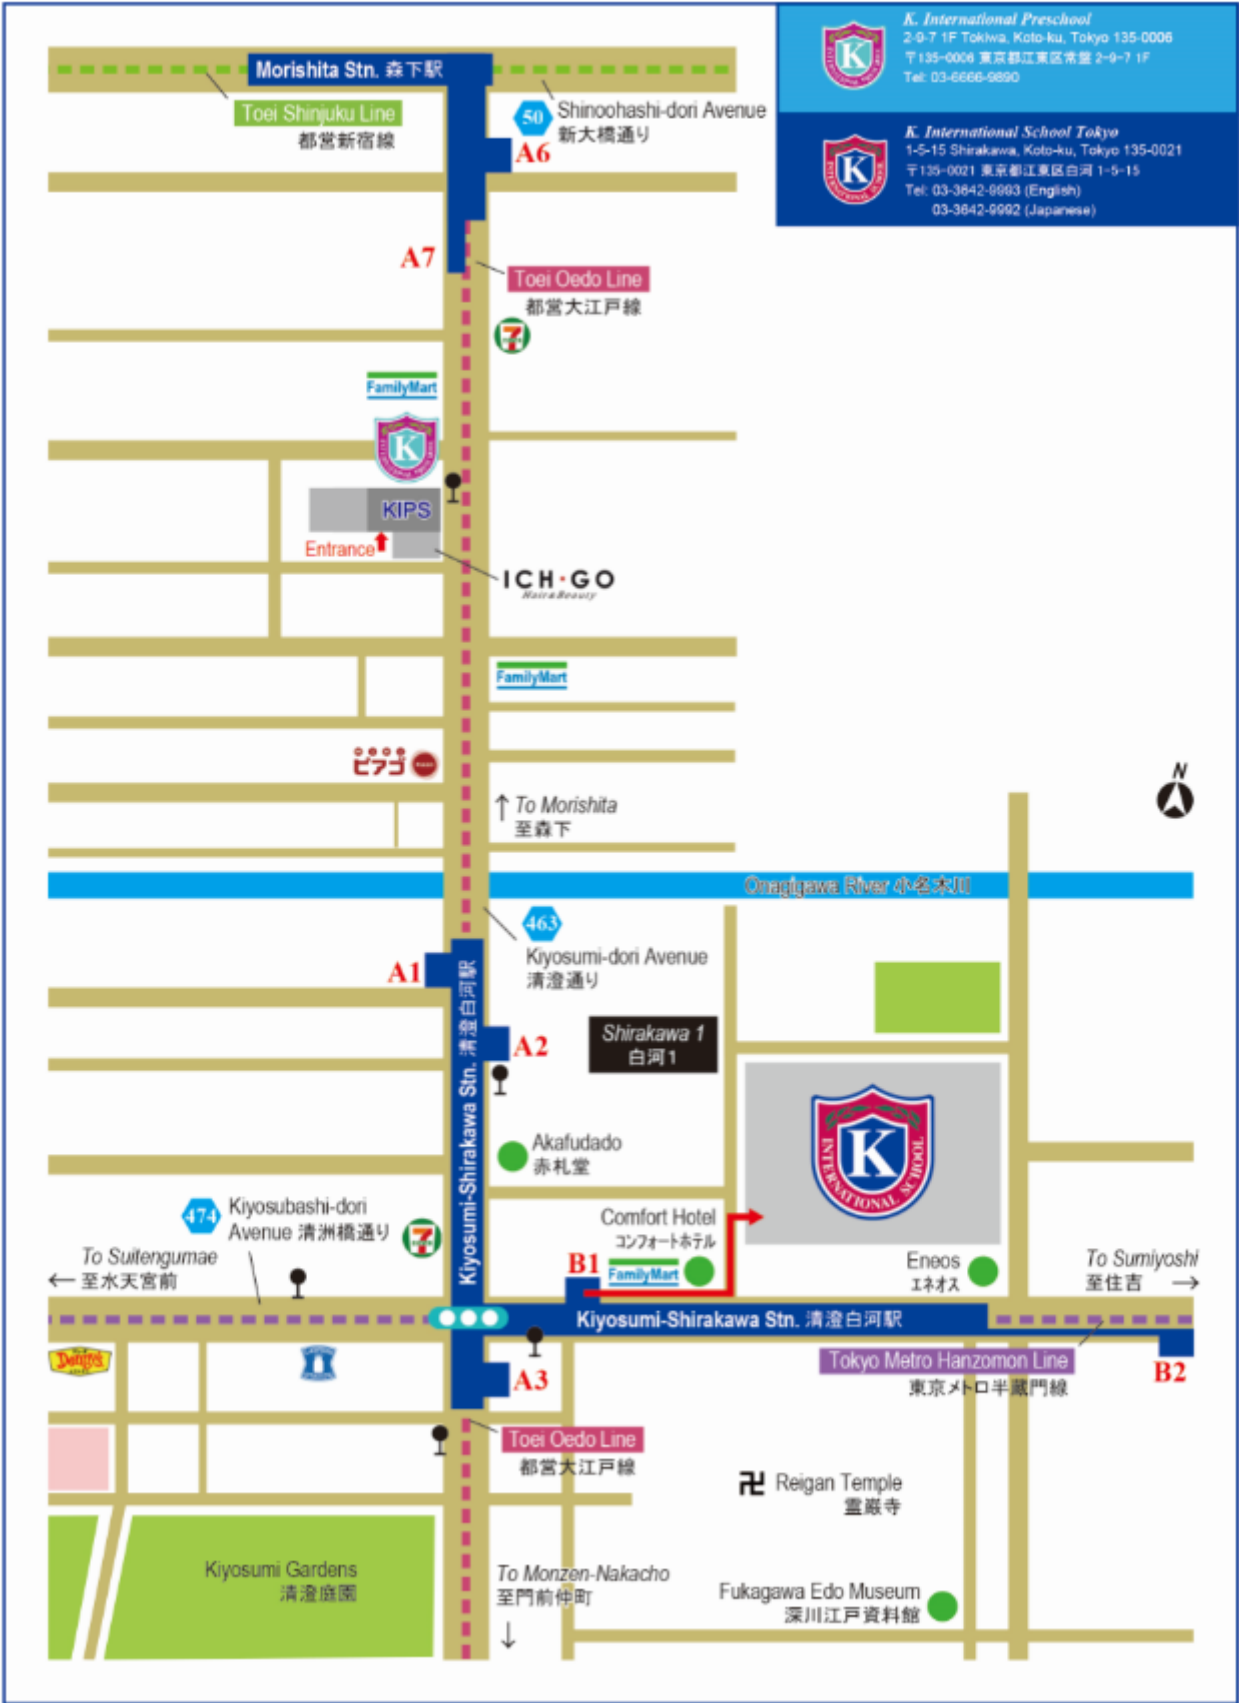 K. International Preschool
2-9-7 1F Tokiwa, Koto-ku, Tokyo 135-0006
〒135-0006 東京都江東区常盤 2-9-7 1F
Tel: 03-6666-9890
K. International School Tokyo
1-5-15 Shirakawa, Koto-ku, Tokyo 135-0021
〒135-0021 東京都江東区白河 1-5-15
Tel: 03-3642-9993 (English)
03-3642-9992 (Japanese)
K
K
Morishita Stn. 森下駅
Toei Shinjuku Line
都営新宿線
50
Shinoohashi-dori Avenue
新大橋通り
A6
A7
Toei Oedo Line
都営大江戸線
7
FamilyMart
K
KIPS
Entrance
ICH・GO
Hair&Beauty
FamilyMart
ピアゴ
To Morishita
至森下
N
Onagigawa River 小名木川
463
Kiyosumi-dori Avenue
清澄通り
A1
Kiyosumi-Shirakawa Stn. 清澄白河駅
A2
Shirakawa 1
白河1
K
INTERNATIONAL SCHOOL
Akafudado
赤札堂
474
Kiyosubashi-dori
Avenue 清洲橋通り
7
To Suitengumae
至水天宮前
Comfort Hotel
コンフォートホテル
B1
FamilyMart
Eneos
エネオス
To Sumiyoshi
至住吉
Kiyosumi-Shirakawa Stn. 清澄白河駅
Denny's
A3
Tokyo Metro Hanzomon Line
東京メトロ半蔵門線
B2
Toei Oedo Line
都営大江戸線
卍 Reigan Temple
霊巌寺
Kiyosumi Gardens
清澄庭園
To Monzen-Nakacho
至門前仲町
Fukagawa Edo Museum
深川江戸資料館